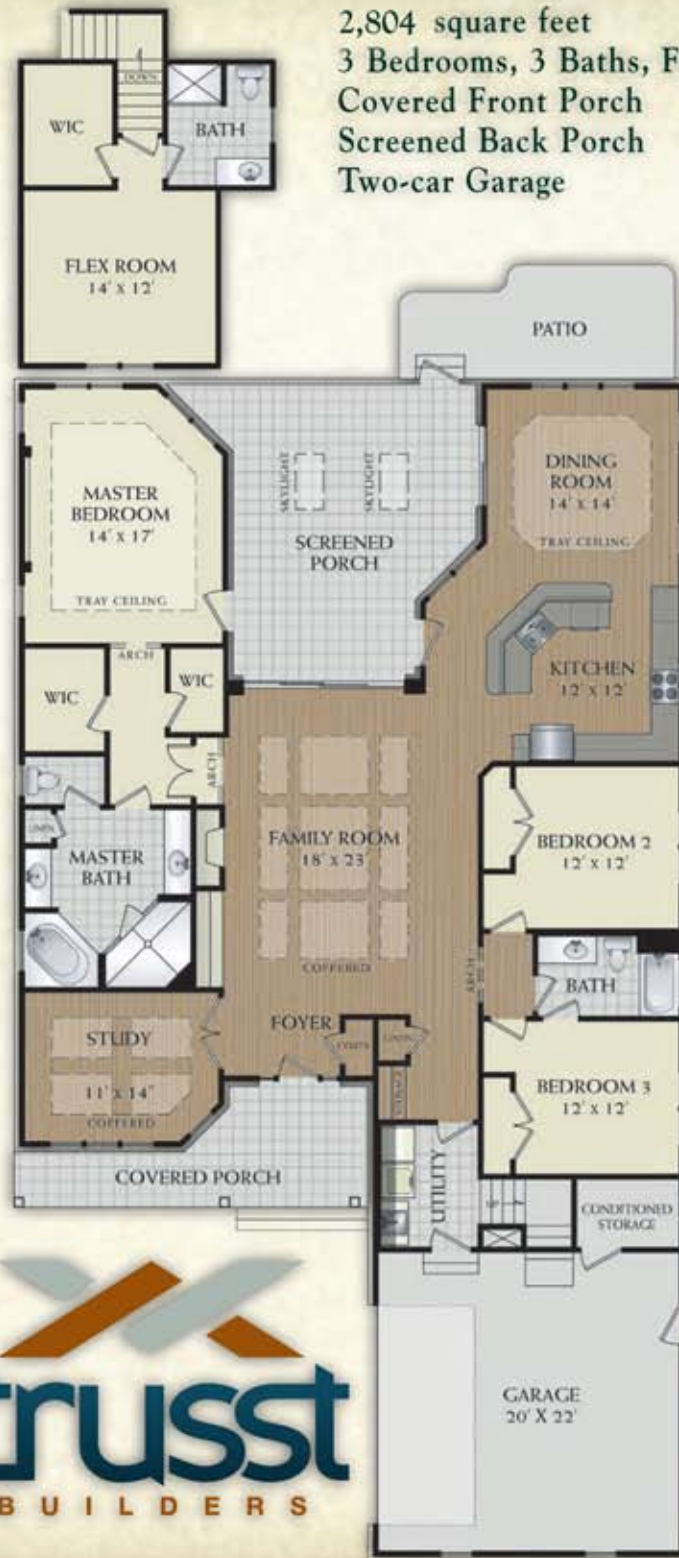 2,804 square feet
3 Bedrooms, 3 Baths, F
Covered Front Porch
Screened Back Porch
Two-car Garage
DOWN
WIC
BATH
FLEX ROOM
14' x 12'
PATIO
MASTER
BEDROOM
14' x 17'
TRAY CEILING
SKYLIGHT
SKYLIGHT
SCREENED
PORCH
DINING
ROOM
14' x 14'
TRAY CEILING
ARCH
WIC
WIC
KITCHEN
12' x 12'
ARCH
LINEN
MASTER
BATH
FAMILY ROOM
18' x 23'
COFFERED
BEDROOM 2
12' x 12'
ARCH
BATH
STUDY
11' x 14"
COFFERED
FOYER
COATS
LINEN
STORAGE
BEDROOM 3
12' x 12'
COVERED PORCH
UTILITY
CONDITIONED
STORAGE
GARAGE
20' X 22'
trusst
BUILDERS